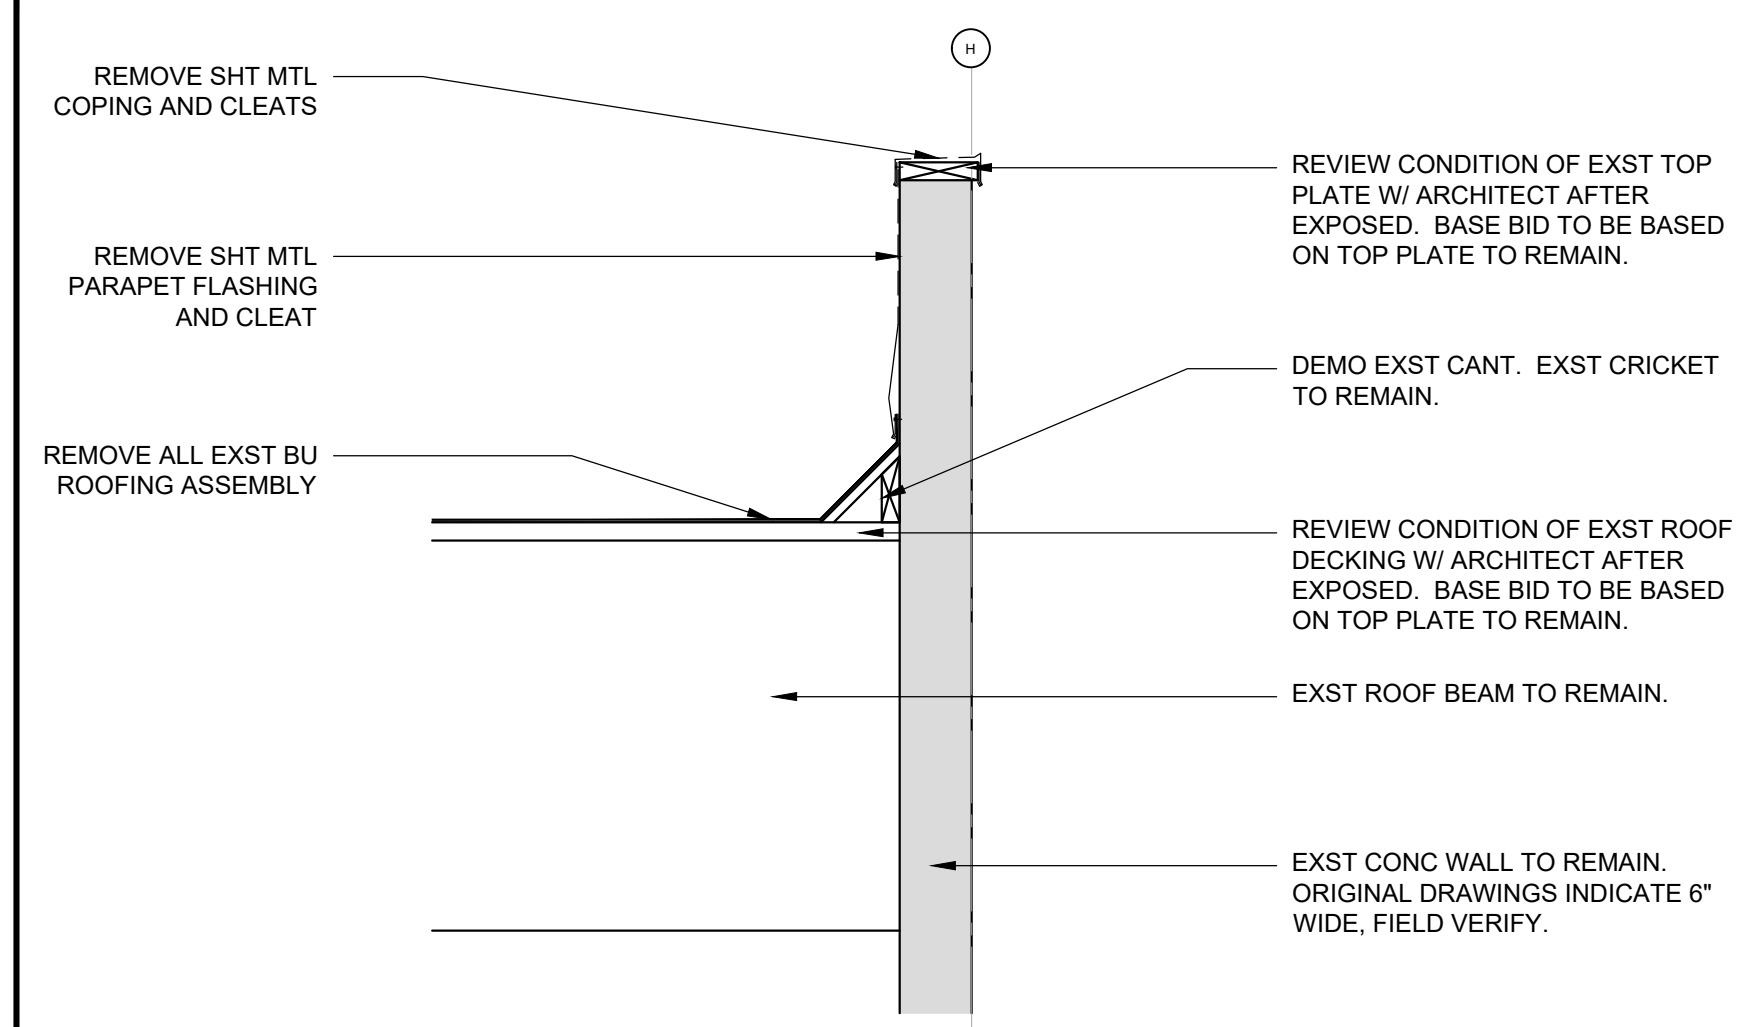 H
REMOVE SHT MTL
COPING AND CLEATS
REMOVE SHT MTL
PARAPET FLASHING
AND CLEAT
REMOVE ALL EXST BU
ROOFING ASSEMBLY
REVIEW CONDITION OF EXST TOP
PLATE W/ ARCHITECT AFTER
EXPOSED.  BASE BID TO BE BASED
ON TOP PLATE TO REMAIN.
DEMO EXST CANT.  EXST CRICKET
TO REMAIN.
REVIEW CONDITION OF EXST ROOF
DECKING W/ ARCHITECT AFTER
EXPOSED.  BASE BID TO BE BASED
ON TOP PLATE TO REMAIN.
EXST ROOF BEAM TO REMAIN.
EXST CONC WALL TO REMAIN.
ORIGINAL DRAWINGS INDICATE 6"
WIDE, FIELD VERIFY.